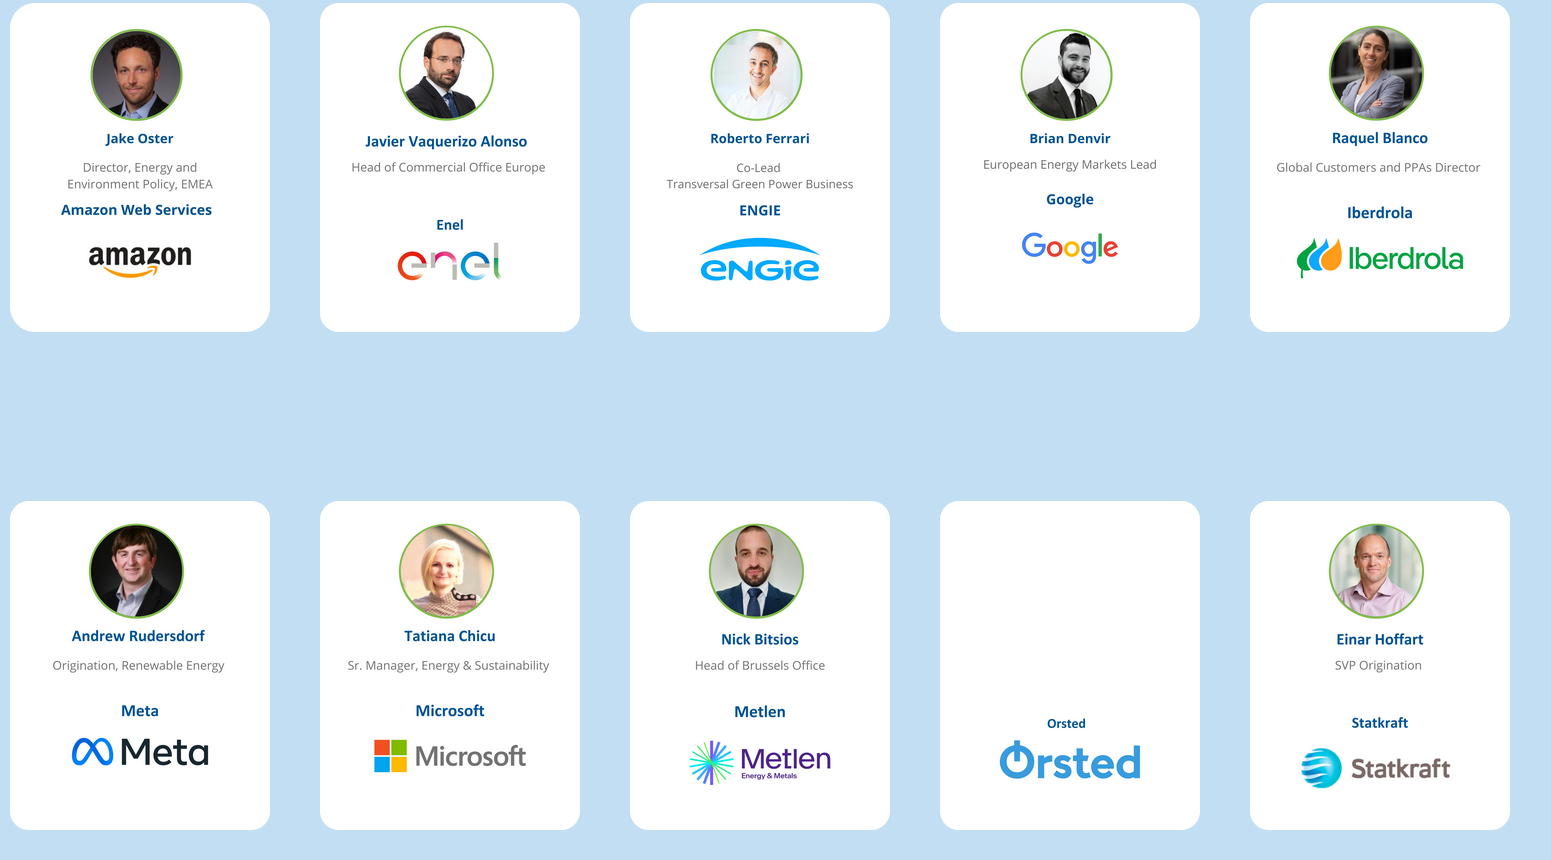 Jake Oster
Director, Energy and
Environment Policy, EMEA
Amazon Web Services
amazon
Javier Vaquerizo Alonso
Head of Commercial Office Europe
Enel
enel
Roberto Ferrari
Co-Lead
Transversal Green Power Business
ENGIE
ENGIE
Brian Denvir
European Energy Markets Lead
Google
Google
Raquel Blanco
Global Customers and PPAs Director
Iberdrola
Iberdrola
Andrew Rudersdorf
Origination, Renewable Energy
Meta
Meta
Tatiana Chicu
Sr. Manager, Energy & Sustainability
Microsoft
Microsoft
Nick Bitsios
Head of Brussels Office
Metlen
Metlen
Energy & Metals
Orsted
Ørsted
Einar Hoffart
SVP Origination
Statkraft
Statkraft